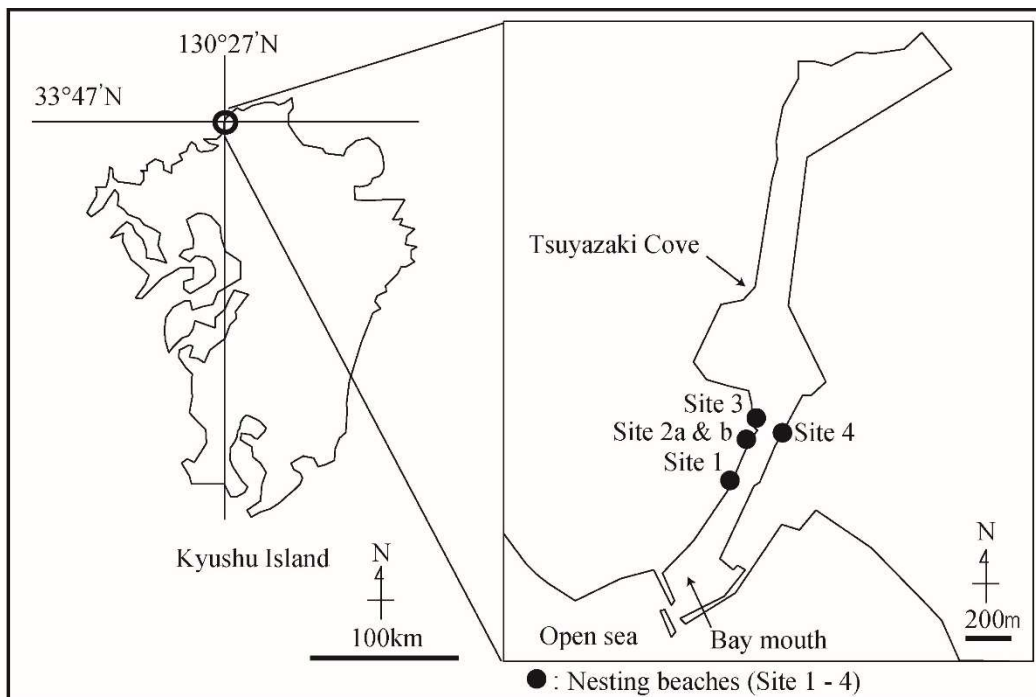 130°27’N
33°47’N
Kyushu Island
N
100km
Tsuyazaki Cove
Site 3
Site 2a & b
Site 4
Site 1
N
200m
Open sea
Bay mouth
: Nesting beaches (Site 1 - 4)